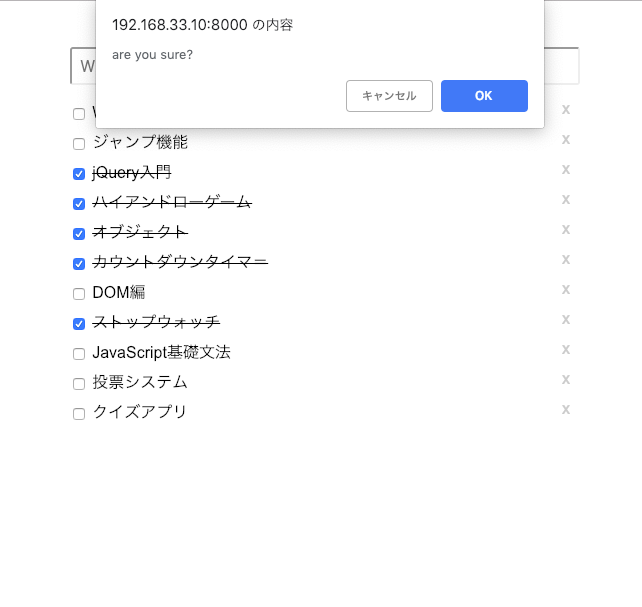 192.168.33.10:8000 の内容
are you sure?
キャンセル
OK
x
ジャンプ機能 x
jQuery入門 x
ハイアンドローゲーム x
オブジェクト x
カウントダウンタイマー x
DOM編 x
ストップウォッチ x
JavaScript基礎文法 x
投票システム x
クイズアプリ x